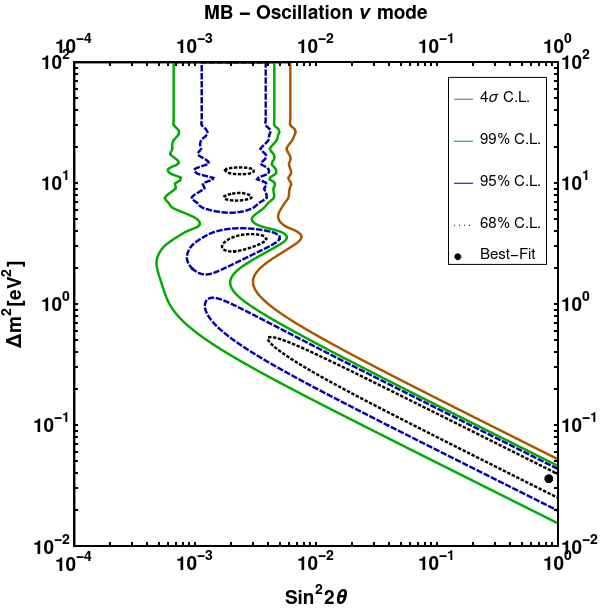 MB − Oscillation ν mode
10⁻⁴ 10⁻³ 10⁻² 10⁻¹ 10⁰
10² 10²
4σ C.L.
99% C.L.
10¹ 10¹
95% C.L.
68% C.L.
Best−Fit
Δm²[eV²]
10⁰ 10⁰
10⁻¹ 10⁻¹
10⁻² 10⁻²
10⁻⁴ 10⁻³ 10⁻² 10⁻¹ 10⁰
Sin²2θ